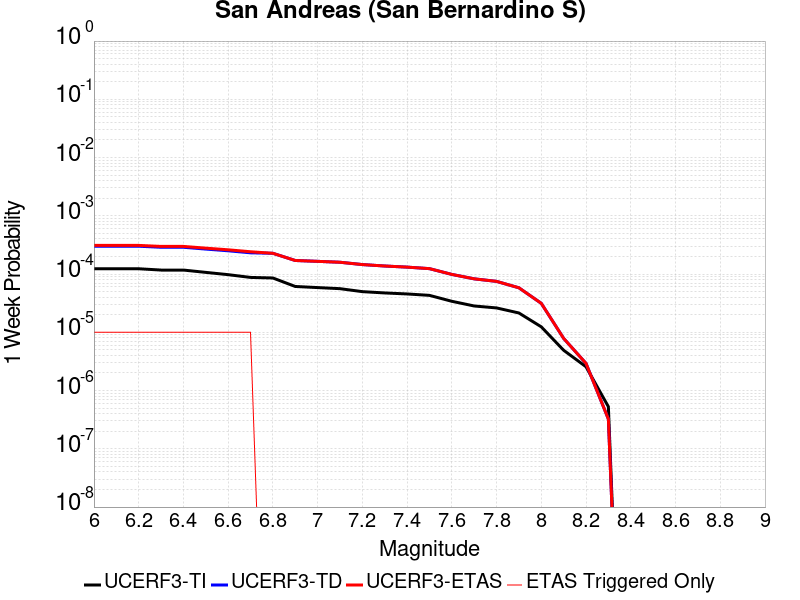 San Andreas (San Bernardino S)
10^0
10^-1
10^-2
10^-3
10^-4
10^-5
10^-6
10^-7
10^-8
1 Week Probability
6 6.2 6.4 6.6 6.8 7 7.2 7.4 7.6 7.8 8 8.2 8.4 8.6 8.8 9
Magnitude
UCERF3-TI UCERF3-TD UCERF3-ETAS ETAS Triggered Only